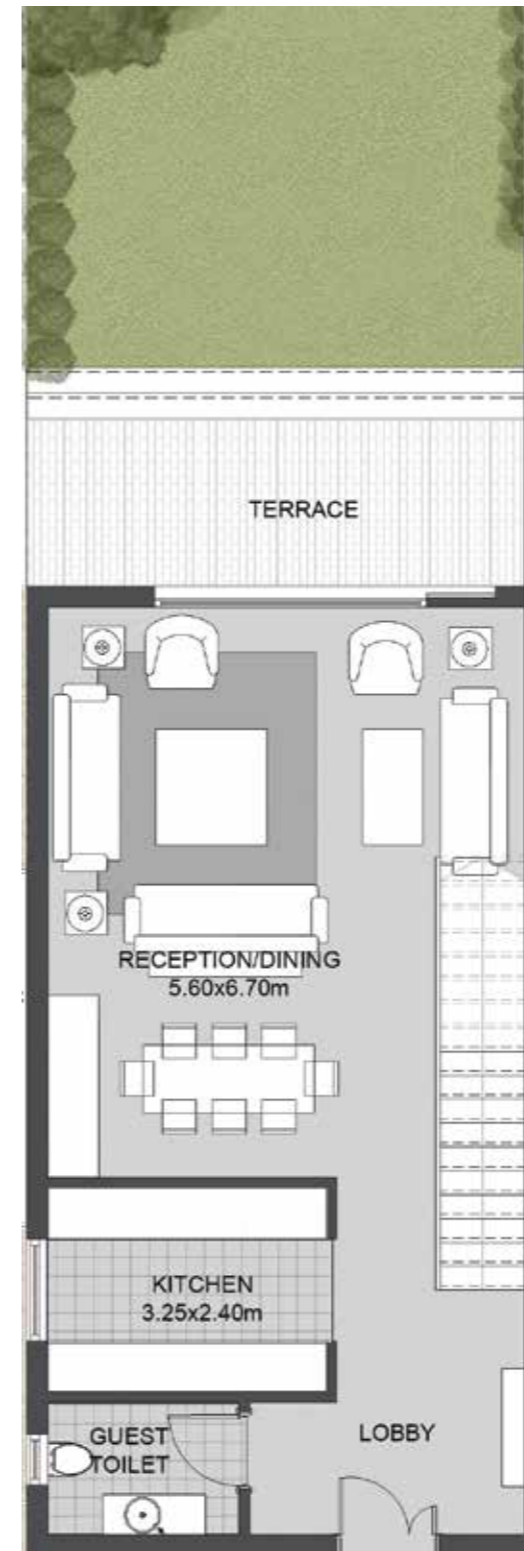 TERRACE
RECEPTION/DINING
5.60x6.70m
KITCHEN
3.25x2.40m
GUEST
TOILET
LOBBY